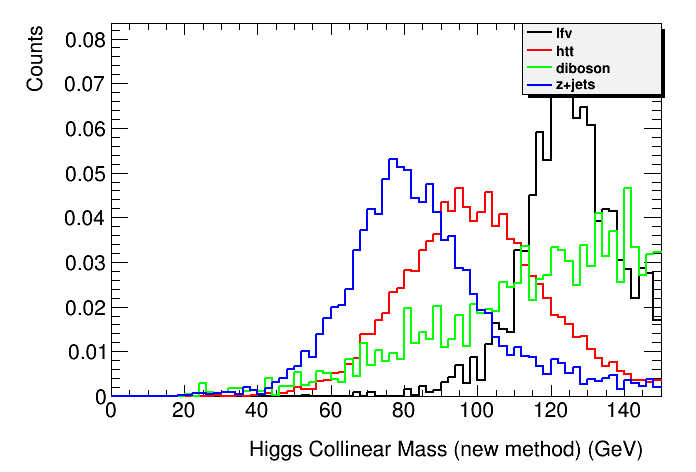 Counts
0.08
0.07
0.06
0.05
0.04
0.03
0.02
0.01
0
lfv
htt
diboson
z+jets
0 20 40 60 80 100 120 140
Higgs Collinear Mass (new method) (GeV)